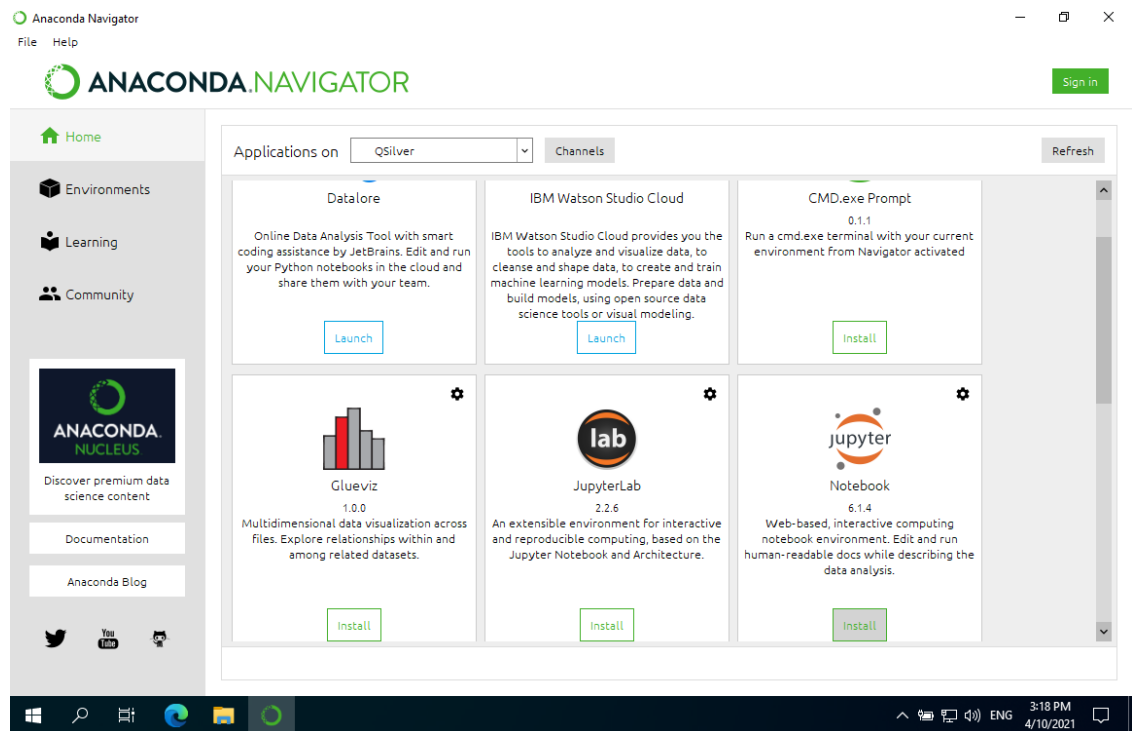 Anaconda Navigator
File Help
ANACONDA.NAVIGATOR
Sign in
Home
Environments
Learning
Community
ANACONDA.
NUCLEUS
Discover premium data
science content
Documentation
Anaconda Blog
You
Tube
Applications on QSilver Channels Refresh
Datalore
Online Data Analysis Tool with smart
coding assistance by JetBrains. Edit and run
your Python notebooks in the cloud and
share them with your team.
Launch
IBM Watson Studio Cloud
IBM Watson Studio Cloud provides you the
tools to analyze and visualize data, to
cleanse and shape data, to create and train
machine learning models. Prepare data and
build models, using open source data
science tools or visual modeling.
Launch
CMD.exe Prompt
0.1.1
Run a cmd.exe terminal with your current
environment from Navigator activated
Install
Glueviz
1.0.0
Multidimensional data visualization across
files. Explore relationships within and
among related datasets.
Install
lab
JupyterLab
2.2.6
An extensible environment for interactive
and reproducible computing, based on the
Jupyter Notebook and Architecture.
Install
jupyter
Notebook
6.1.4
Web-based, interactive computing
notebook environment. Edit and run
human-readable docs while describing the
data analysis.
Install
ENG
3:18 PM
4/10/2021